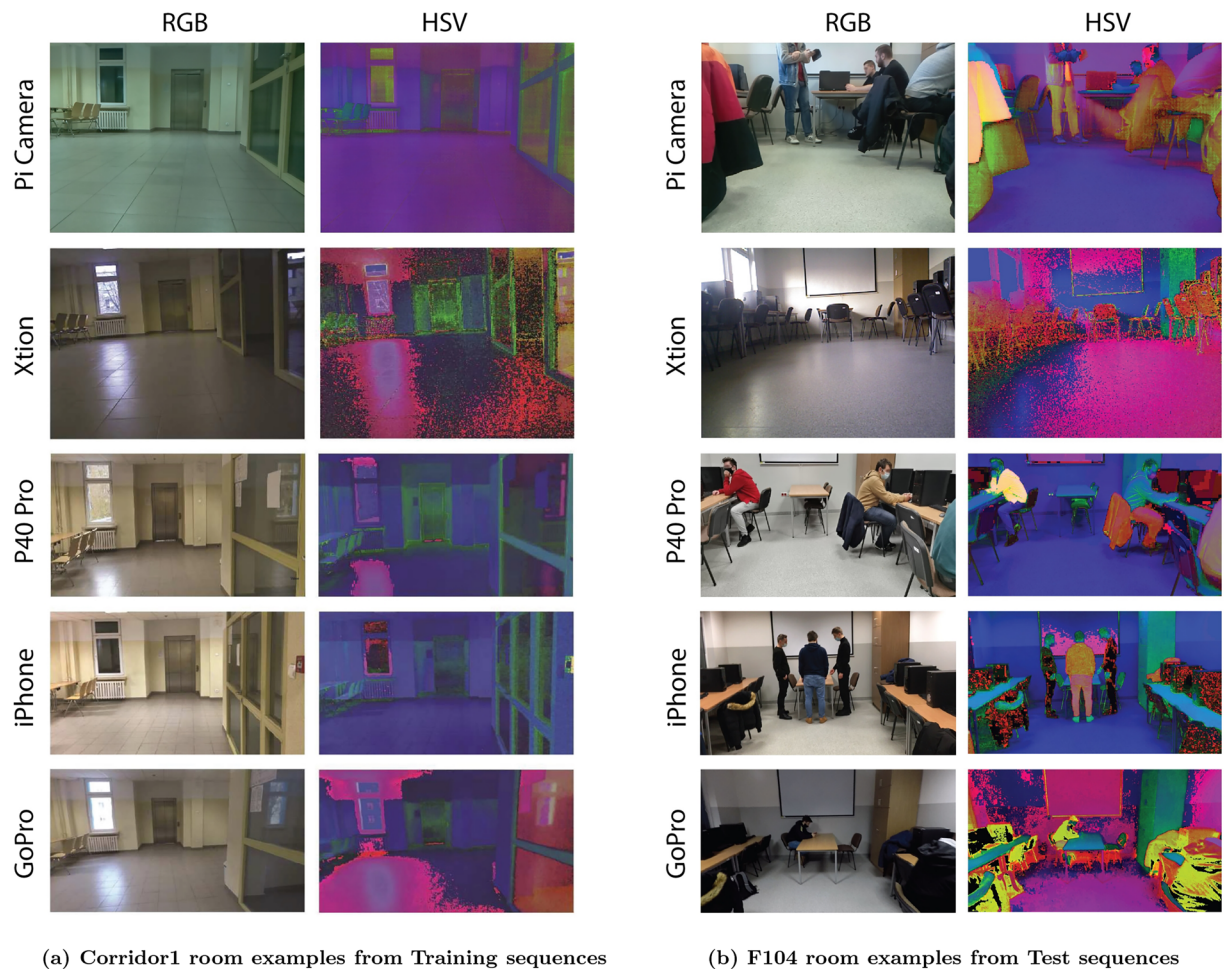 RGB HSV RGB HSV
Pi Camera Pi Camera
Xtion Xtion
P40 Pro P40 Pro
iPhone iPhone
GoPro GoPro
(a) Corridor1 room examples from Training sequences (b) F104 room examples from Test sequences